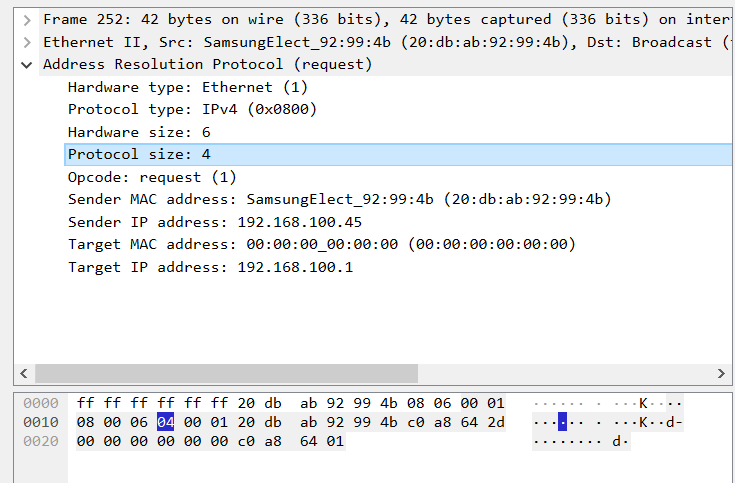 Frame 252: 42 bytes on wire (336 bits), 42 bytes captured (336 bits) on inter
Ethernet II, Src: SamsungElect_92:99:4b (20:db:ab:92:99:4b), Dst: Broadcast (
Address Resolution Protocol (request)
Hardware type: Ethernet (1)
Protocol type: IPv4 (0x0800)
Hardware size: 6
Protocol size: 4
Opcode: request (1)
Sender MAC address: SamsungElect_92:99:4b (20:db:ab:92:99:4b)
Sender IP address: 192.168.100.45
Target MAC address: 00:00:00_00:00:00 (00:00:00:00:00:00)
Target IP address: 192.168.100.1
0000 ff ff ff ff ff ff 20 db ab 92 99 4b 08 06 00 01 ······ · ···K····
0010 08 00 06 04 00 01 20 db ab 92 99 4b c0 a8 64 2d ······ · ···K··d-
0020 00 00 00 00 00 00 c0 a8 64 01 ········ d·